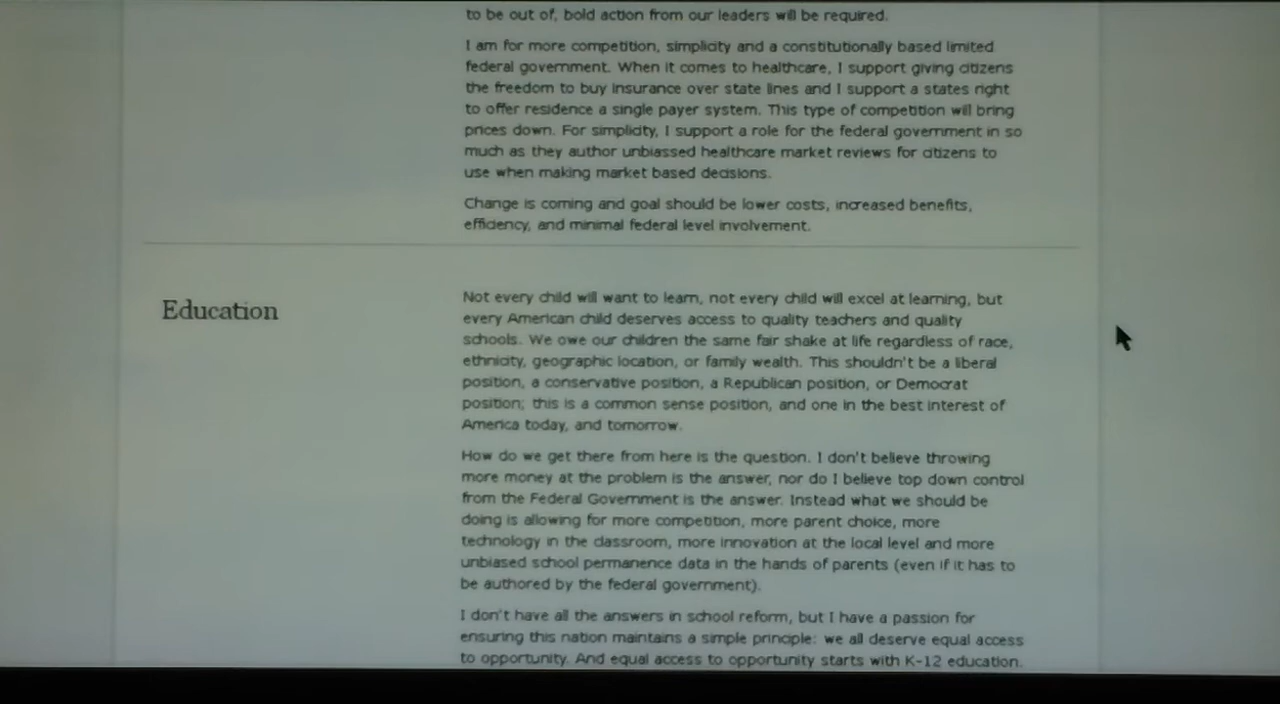 to be out of, bold action from our leaders will be required.
I am for more competition, simplicity and a constitutionally based limited
federal government. When it comes to healthcare, I support giving citizens
the freedom to buy insurance over state lines and I support a states right
to offer residence a single payer system. This type of competition will bring
prices down. For simplicity, I support a role for the federal government in so
much as they author unbiassed healthcare market reviews for citizens to
use when making market based decisions.
Change is coming and goal should be lower costs, increased benefits,
efficiency, and minimal federal level involvement.
Education
Not every child will want to learn, not every child will excel at learning, but
every American child deserves access to quality teachers and quality
schools. We owe our children the same fair shake at life regardless of race,
ethnicity, geographic location, or family wealth. This shouldn't be a liberal
position, a conservative position, a Republican position, or Democrat
position; this is a common sense position, and one in the best interest of
America today, and tomorrow.
How do we get there from here is the question. I don't believe throwing
more money at the problem is the answer, nor do I believe top down control
from the Federal Government is the answer. Instead what we should be
doing is allowing for more competition, more parent choice, more
technology in the classroom, more innovation at the local level and more
unbiased school permanence data in the hands of parents (even if it has to
be authored by the federal government).
I don't have all the answers in school reform, but I have a passion for
ensuring this nation maintains a simple principle: we all deserve equal access
to opportunity. And equal access to opportunity starts with K-12 education.